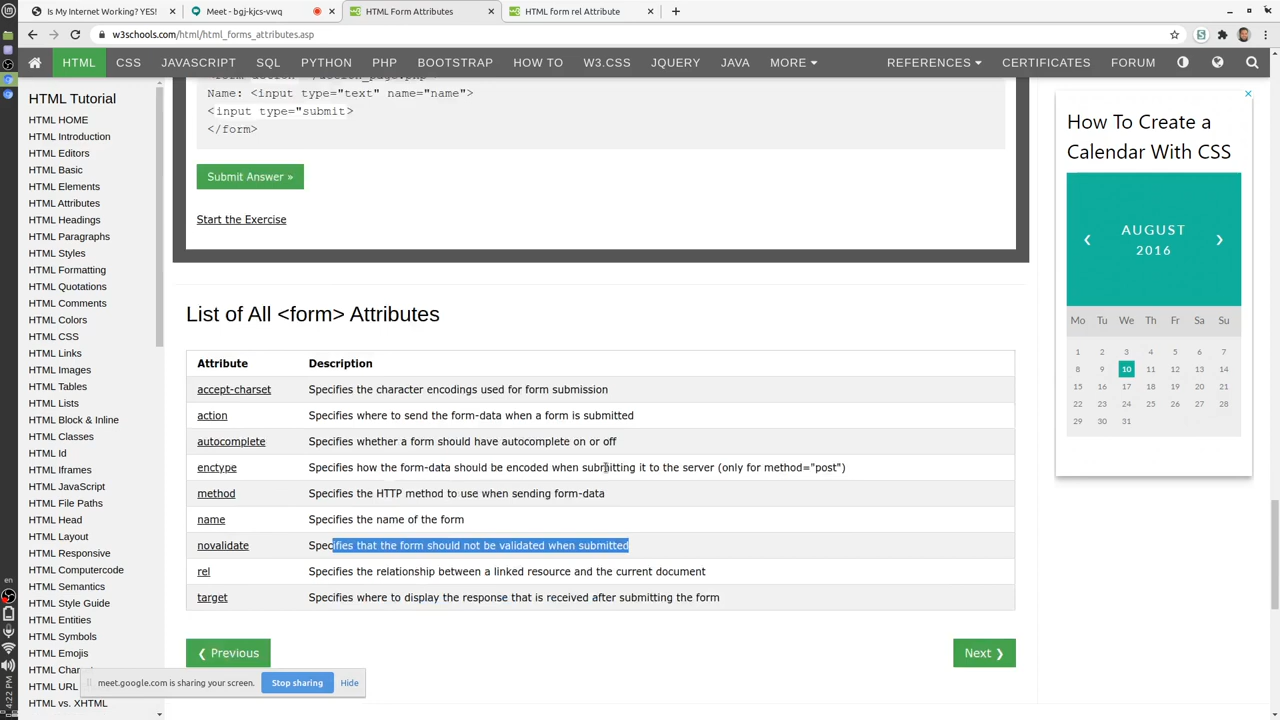 Is My Internet Working? YES!
Meet - bgj-kjcs-vwq
HTML Form Attributes
HTML form rel Attribute
w3schools.com/html/html_forms_attributes.asp
HTML
CSS
JAVASCRIPT
SQL
PYTHON
PHP
BOOTSTRAP
HOW TO
W3.CSS
JQUERY
JAVA
MORE
REFERENCES
CERTIFICATES
FORUM
HTML Tutorial
HTML HOME
HTML Introduction
HTML Editors
HTML Basic
HTML Elements
HTML Attributes
HTML Headings
HTML Paragraphs
HTML Styles
HTML Formatting
HTML Quotations
HTML Comments
HTML Colors
HTML CSS
HTML Links
HTML Images
HTML Tables
HTML Lists
HTML Block & Inline
HTML Classes
HTML Id
HTML Iframes
HTML JavaScript
HTML File Paths
HTML Head
HTML Layout
HTML Responsive
HTML Computercode
HTML Semantics
HTML Style Guide
HTML Entities
HTML Symbols
HTML Emojis
HTML
HTML URL
HTML vs. XHTML
Name: <input type="text" name="name">
<input type="submit>
</form>
Submit Answer »
Start the Exercise
List of All <form> Attributes
Attribute Description
accept-charset Specifies the character encodings used for form submission
action Specifies where to send the form-data when a form is submitted
autocomplete Specifies whether a form should have autocomplete on or off
enctype Specifies how the form-data should be encoded when submitting it to the server (only for method="post")
method Specifies the HTTP method to use when sending form-data
name Specifies the name of the form
novalidate Specifies that the form should not be validated when submitted
rel Specifies the relationship between a linked resource and the current document
target Specifies where to display the response that is received after submitting the form
❮ Previous
Next ❯
meet.google.com is sharing your screen.
Stop sharing
Hide
How To Create a
Calendar With CSS
❮ AUGUST ❯
2016
Mo Tu We Th Fr Sa Su
1 2 3 4 5 6 7
8 9 10 11 12 13 14
15 16 17 18 19 20 21
22 23 24 25 26 27 28
29 30 31
en
4:22 PM